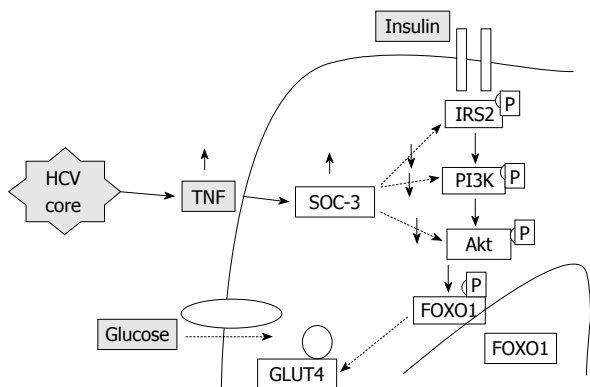 Insulin
P
IRS2
HCV
core
TNF
SOC-3
PI3K
P
Akt
P
P
FOXO1
Glucose
GLUT4
FOXO1